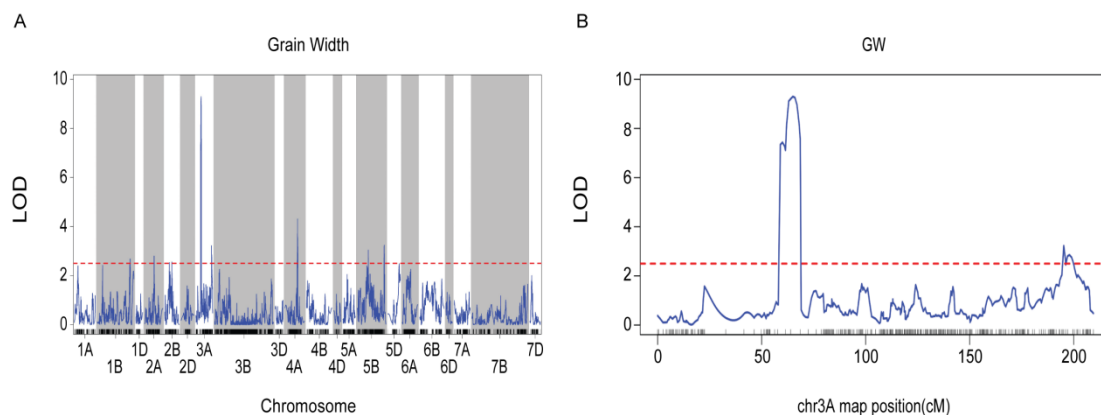 A
Grain Width
10
8
6
4
2
0
LOD
1A 1D 2B 3A 3D 4B 5A 5D 6B 7A 7D
1B 2A 2D 3B 4A 4D 5B 6A 6D 7B
Chromosome
B
GW
10
8
6
4
2
0
LOD
0 50 100 150 200
chr3A map position(cM)